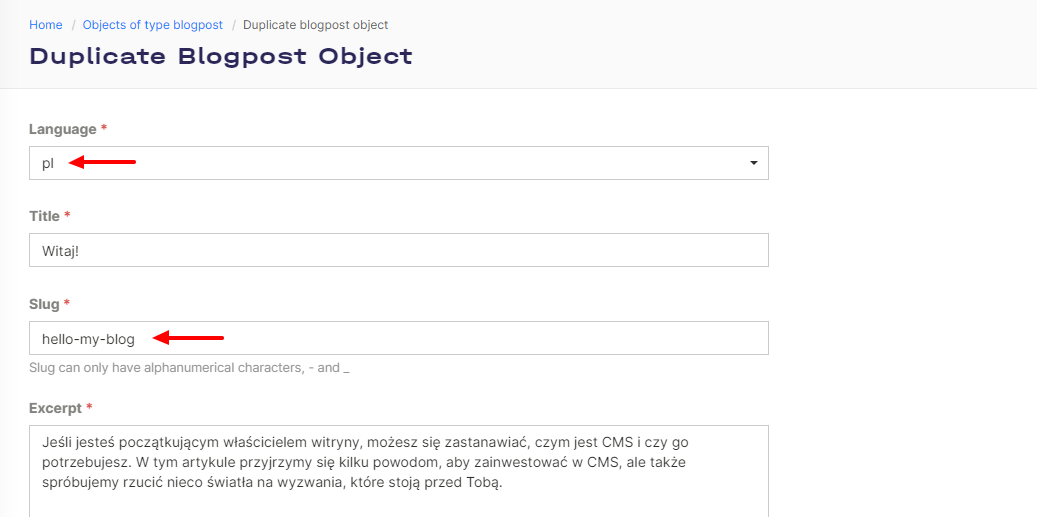 Home / Objects of type blogpost / Duplicate blogpost object
Duplicate Blogpost Object
Language *
pl
Title *
Witaj!
Slug *
hello-my-blog
Slug can only have alphanumerical characters, - and _
Excerpt *
Jeśli jesteś początkującym właścicielem witryny, możesz się zastanawiać, czym jest CMS i czy go
potrzebujesz. W tym artykule przyjrzymy się kilku powodom, aby zainwestować w CMS, ale także
spróbujemy rzucić nieco światła na wyzwania, które stoją przed Tobą.